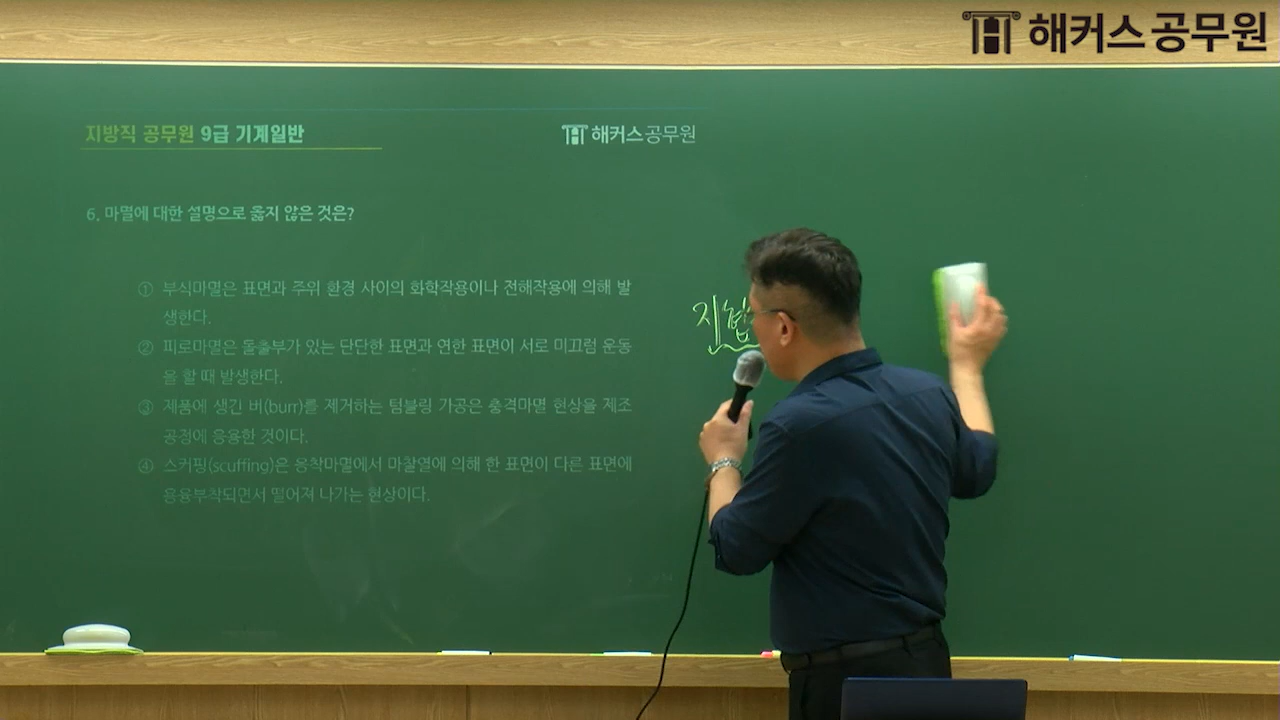 해커스공무원
지방직 공무원 9급 기계일반
해커스공무원
6. 마멸에 대한 설명으로 옳지 않은 것은?
① 부식마멸은 표면과 주위 환경 사이의 화학작용이나 전해작용에 의해 발
생한다.
② 피로마멸은 돌출부가 있는 단단한 표면과 연한 표면이 서로 미끄럼 운동
을 할 때 발생한다.
③ 제품에 생긴 버(burr)를 제거하는 텀블링 가공은 충격마멸 현상을 제조
공정에 응용한 것이다.
④ 스커핑(scuffing)은 응착마멸에서 마찰열에 의해 한 표면이 다른 표면에
용융부착되면서 떨어져 나가는 현상이다.